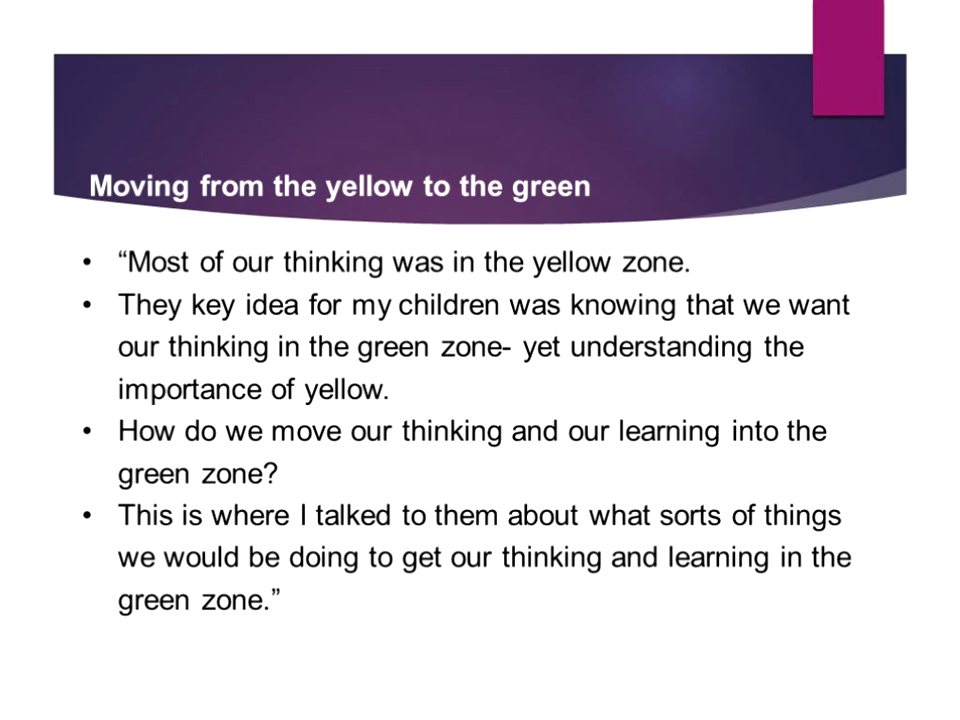 Moving from the yellow to the green
• “Most of our thinking was in the yellow zone.
• They key idea for my children was knowing that we want
our thinking in the green zone- yet understanding the
importance of yellow.
• How do we move our thinking and our learning into the
green zone?
• This is where I talked to them about what sorts of things
we would be doing to get our thinking and learning in the
green zone.”